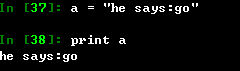 In [37]: a = "he says:go"
In [38]: print a
he says:go